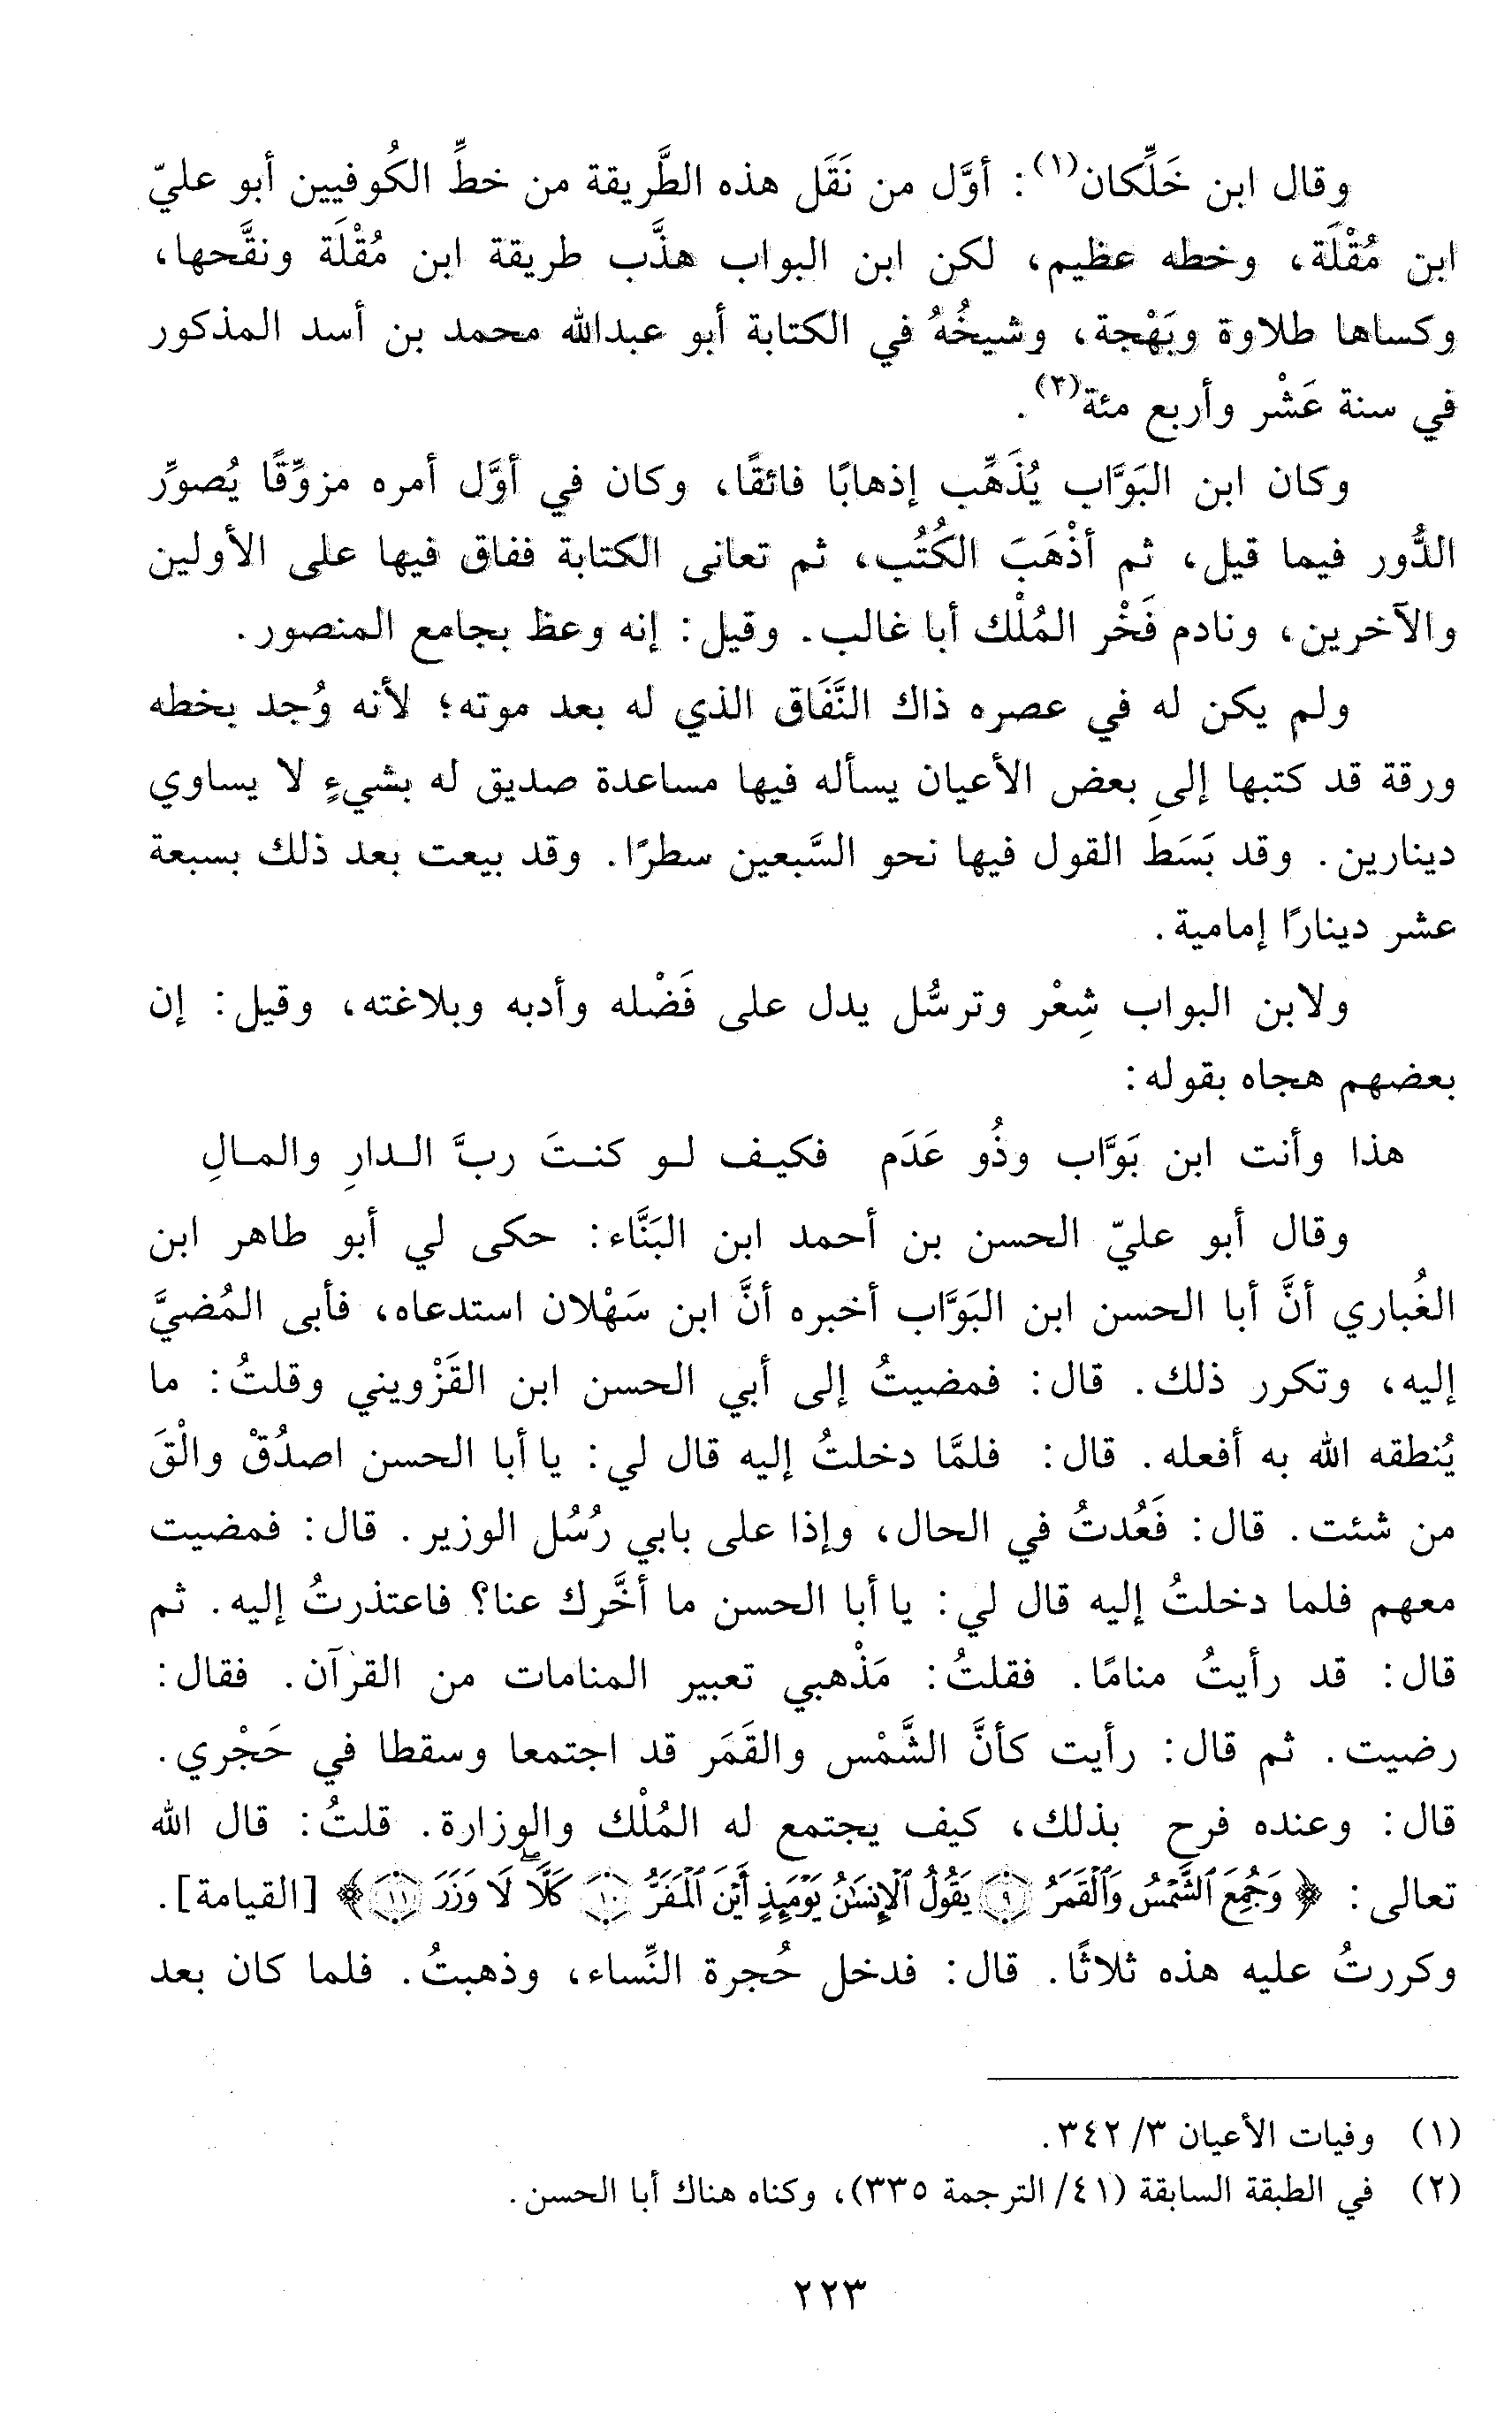 وقال ابن خَلِّكان(١): أوَّل من نَقَل هذه الطَّريقة من خطِّ الكُوفيين أبو عليّ
ابن مُقْلَة، وخطه عظيم، لكن ابن البواب هذَّب طريقة ابن مُقْلَة ونقَّحها،
وكساها طلاوة وبَهْجة، وشيخُهُ في الكتابة أبو عبدالله محمد بن أسد المذكور
في سنة عَشْر وأربع مئة(٢).
وكان ابن البَوَّاب يُذَهِّب إذهابًا فائقًا، وكان في أوَّل أمره مزوِّقًا يُصورِّ
الدُّور فيما قيل، ثم أذْهَبَ الكُتُب، ثم تعانى الكتابة ففاق فيها على الأولين
والآخرين، ونادم فَخْر المُلْك أبا غالب. وقيل: إنه وعظ بجامع المنصور.
ولم يكن له في عصره ذاك النَّفَاق الذي له بعد موته؛ لأنه وُجد بخطه
ورقة قد كتبها إلى بعض الأعيان يسأله فيها مساعدة صديق له بشيءٍ لا يساوي
دينارين. وقد بَسَطَ القول فيها نحو السَّبعين سطرًا. وقد بيعت بعد ذلك بسبعة
عشر دينارًا إمامية.
ولابن البواب شِعْر وترسُّل يدل على فَضْله وأدبه وبلاغته، وقيل: إن
بعضهم هجاه بقوله:
هذا وأنت ابن بَوَّاب وذُو عَدَم فكيف لو كنتَ ربَّ الدارِ والمالِ
وقال أبو عليّ الحسن بن أحمد ابن البَنَّاء: حكى لي أبو طاهر ابن
الغُباري أنَّ أبا الحسن ابن البَوَّاب أخبره أنَّ ابن سَهْلان استدعاه، فأبى المُضيَّ
إليه، وتكرر ذلك. قال: فمضيتُ إلى أبي الحسن ابن القَزْويني وقلتُ: ما
يُنطقه الله به أفعله. قال: فلمَّا دخلتُ إليه قال لي: يا أبا الحسن اصدُقْ والْقَ
من شئت. قال: فَعُدتُ في الحال، وإذا على بابي رُسُل الوزير. قال: فمضيت
معهم فلما دخلتُ إليه قال لي: يا أبا الحسن ما أخَّرك عنا؟ فاعتذرتُ إليه. ثم
قال: قد رأيتُ منامًا. فقلتُ: مَذْهبي تعبير المنامات من القرآن. فقال:
رضيت. ثم قال: رأيت كأنَّ الشَّمْس والقَمَر قد اجتمعا وسقطا في حَجْري.
قال: وعنده فرح بذلك، كيف يجتمع له المُلْك والوزارة. قلتُ: قال الله
تعالى: ﴿وَجُمِعَ ٱلشَّمْسُ وَٱلْقَمَرُ ٩ يَقُولُ ٱلْإِنسَٰنُ يَوْمَئِذٍ أَيْنَ ٱلْمَفَرُّ ١٠ كَلَّا لَا وَزَرَ ١١﴾ [القيامة].
وكررتُ عليه هذه ثلاثًا. قال: فدخل حُجرة النِّساء، وذهبتُ. فلما كان بعد
(١) وفيات الأعيان ٣/ ٣٤٢.
(٢) في الطبقة السابقة (٤١/ الترجمة ٣٣٥)، وكناه هناك أبا الحسن.
٢٢٣